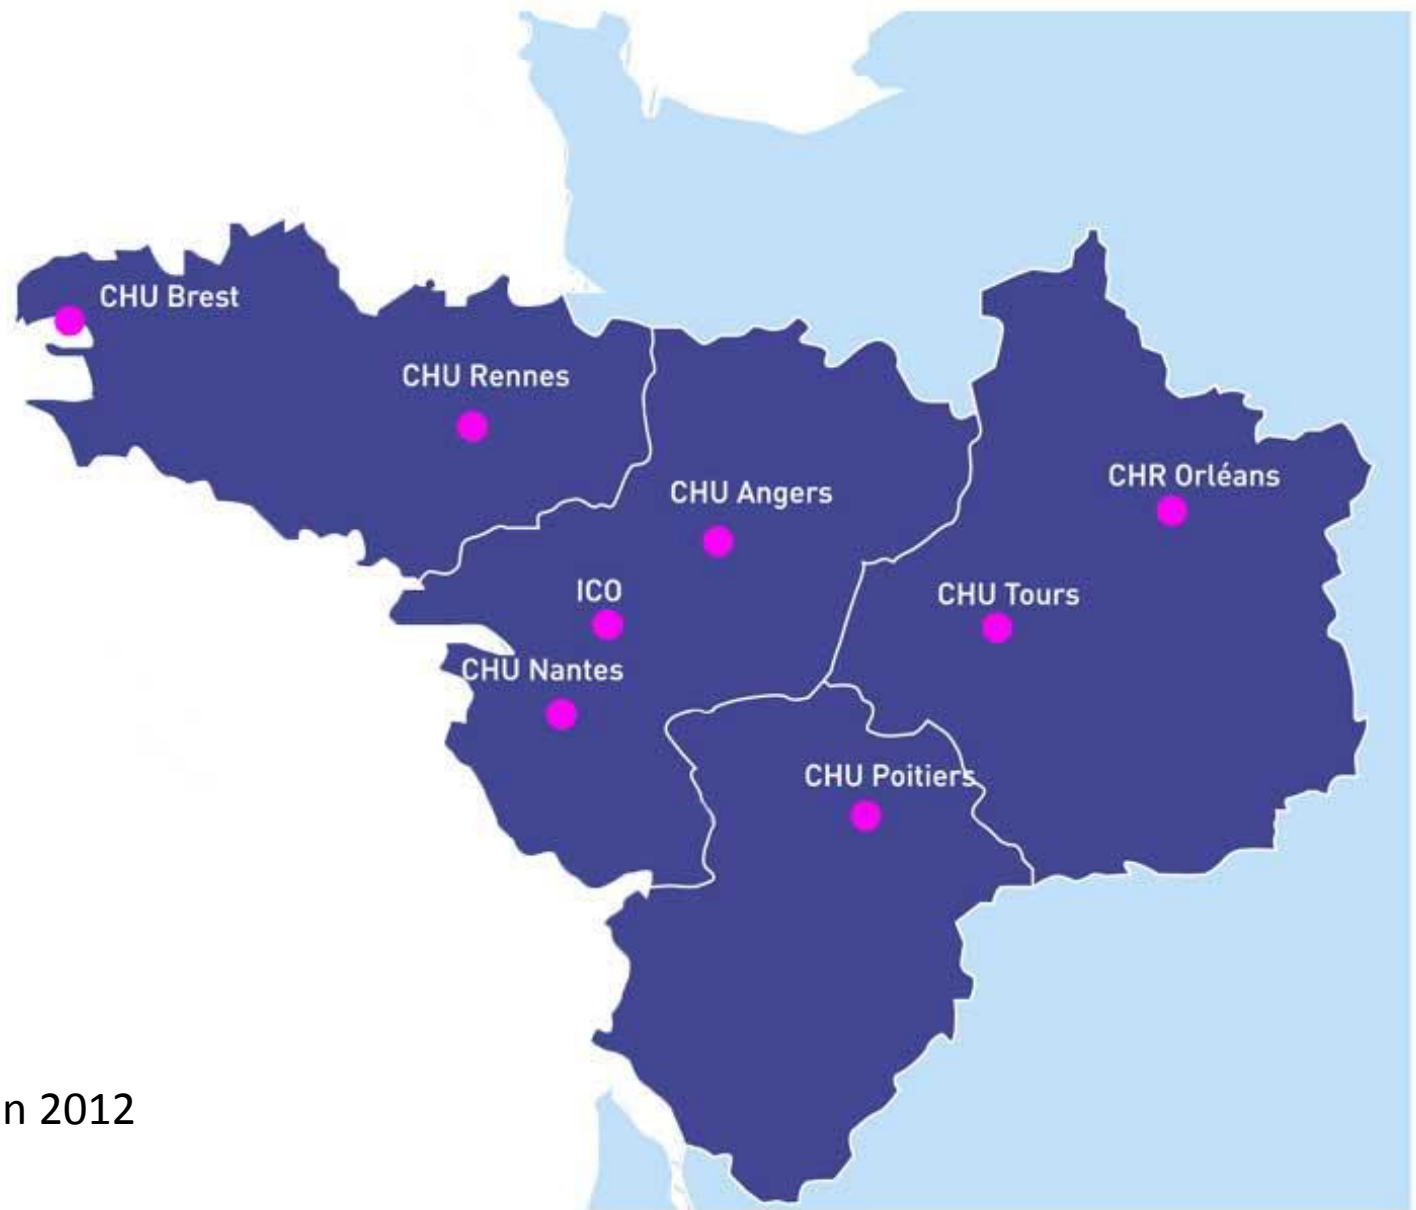 CHU Brest
CHU Rennes
CHR Orléans
CHU Angers
ICO
CHU Tours
CHU Nantes
CHU Poitiers
n 2012